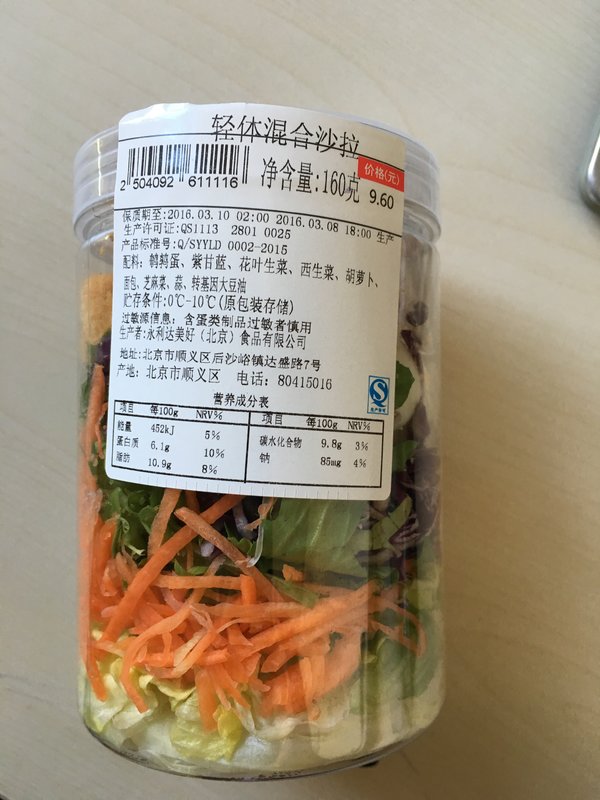 轻体混合沙拉
2 504092 611116
净含量:160克
价格(元)
9.60
保质期至:2016.03.10 02:00 2016.03.08 18:00 生产
生产许可证:QS1113 2801 0025
产品标准号:Q/SYYLD 0002-2015
配料: 鹌鹑蛋、紫甘蓝、花叶生菜、西生菜、胡萝卜、
面包、芝麻菜、蒜、转基因大豆油
贮存条件:0℃-10℃(原包装存储)
过敏源信息: 含蛋类制品过敏者慎用
生产者:永利达美好（北京）食品有限公司
地址:北京市顺义区后沙峪镇达盛路7号
产地: 北京市顺义区 电话: 80415016
营养成分表
项目 每100g NRV% 项目 每100g NRV%
能量 452kJ 5% 碳水化合物 9.8g 3%
蛋白质 6.1g 10% 钠 85mg 4%
脂肪 10.9g 8%